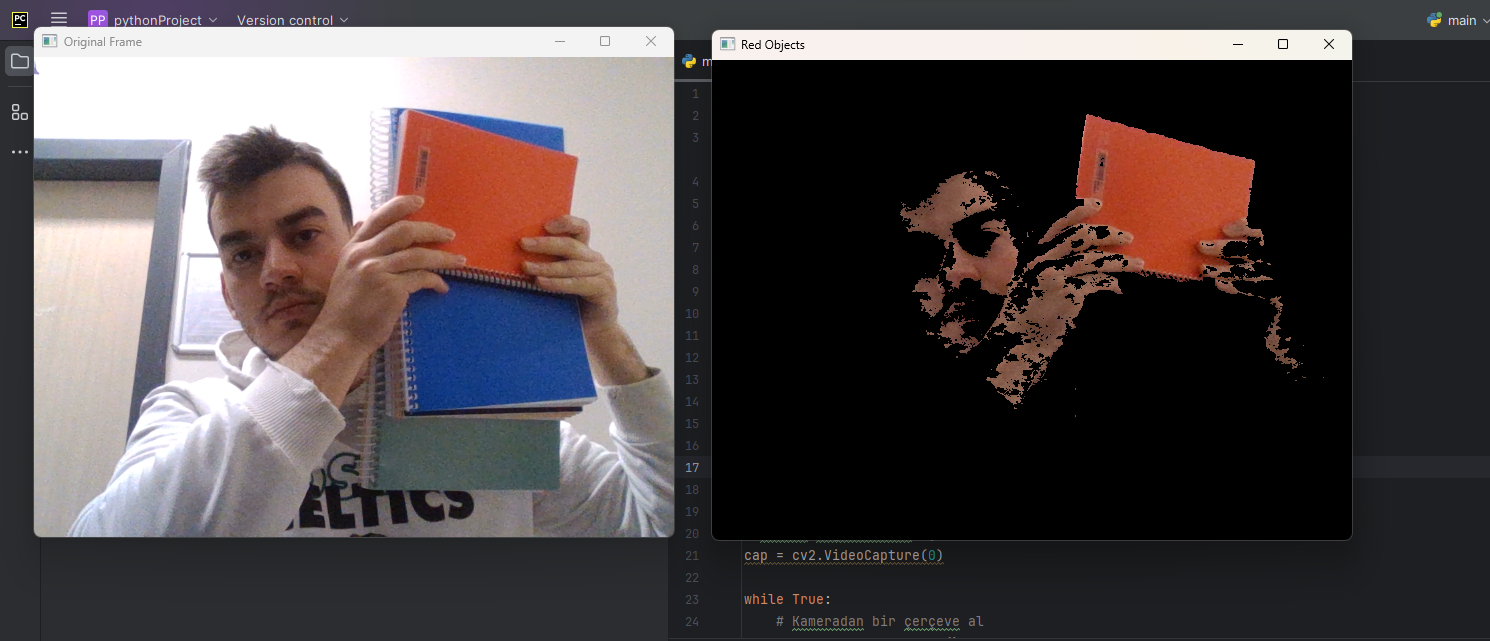 PC
PP pythonProject
Version control
main
Original Frame
Red Objects
m
1
2
3
4
5
6
7
8
9
10
11
12
13
14
15
16
17
18
19
20
21 cap = cv2.VideoCapture(0)
22
23 while True:
24 # Kameradan bir çerçeve al
ELTICS